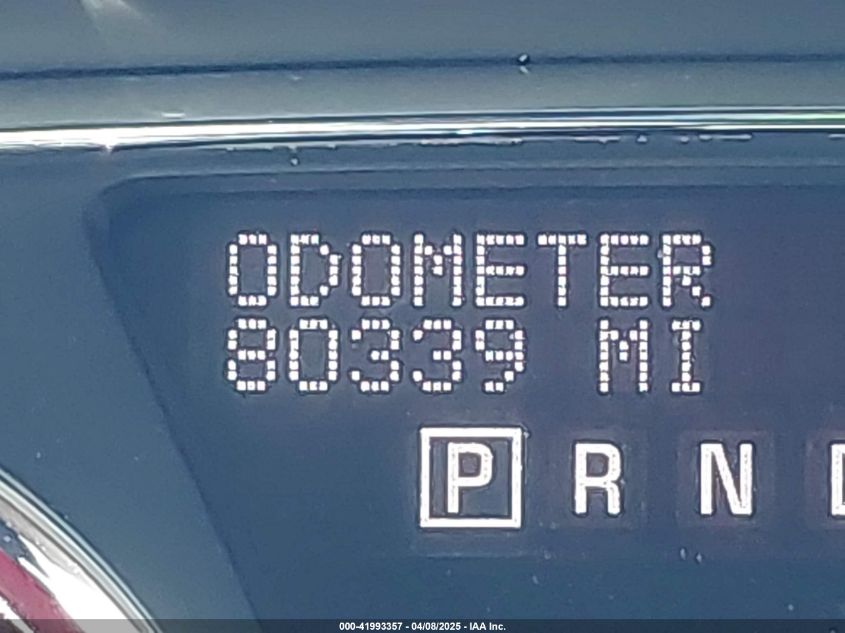 ODOMETER
80339 MI
P R N D
000-41993357 - 04/08/2025 - IAA Inc.